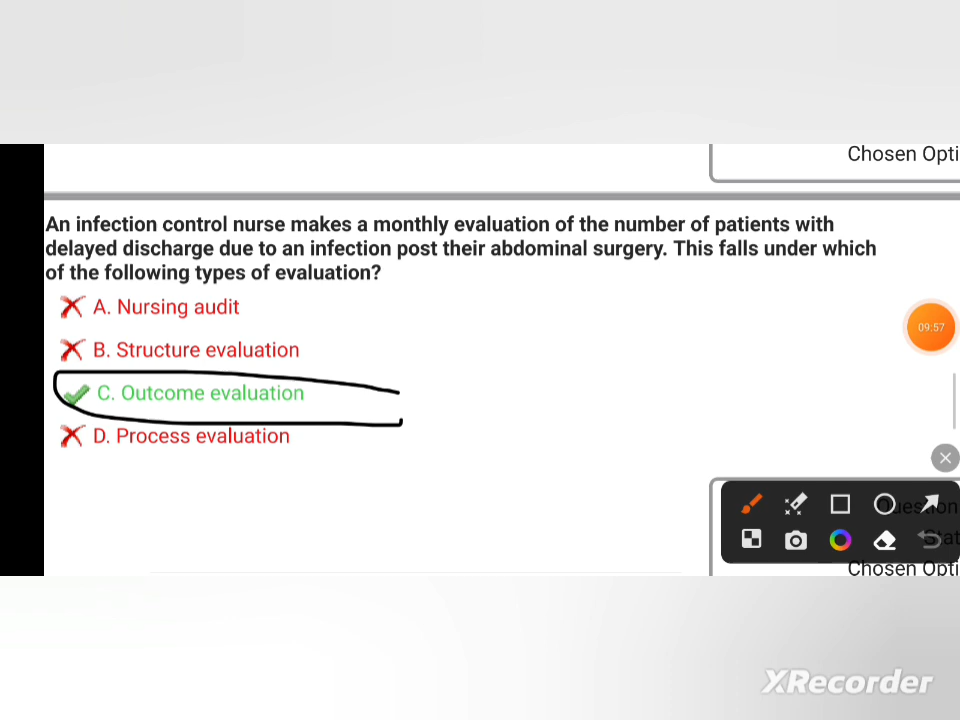 Chosen Opti
An infection control nurse makes a monthly evaluation of the number of patients with
delayed discharge due to an infection post their abdominal surgery. This falls under which
of the following types of evaluation?
A. Nursing audit
B. Structure evaluation
09:57
C. Outcome evaluation
D. Process evaluation
Question
Stat
Chosen Opti
XRecorder